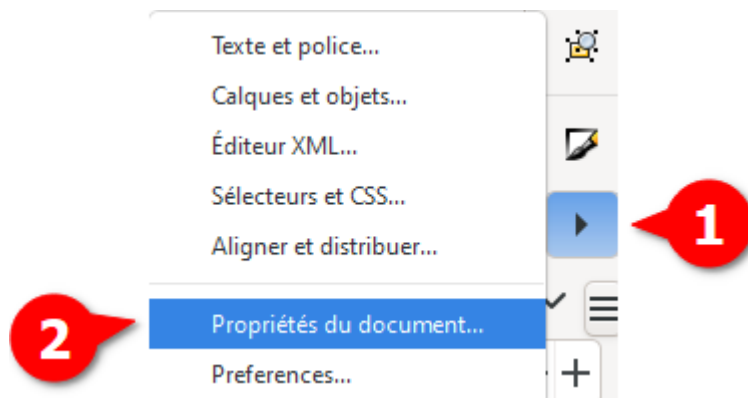 Texte et police...
Calques et objets...
Éditeur XML...
Sélecteurs et CSS...
1
Aligner et distribuer...
Propriétés du document...
2
Preferences...